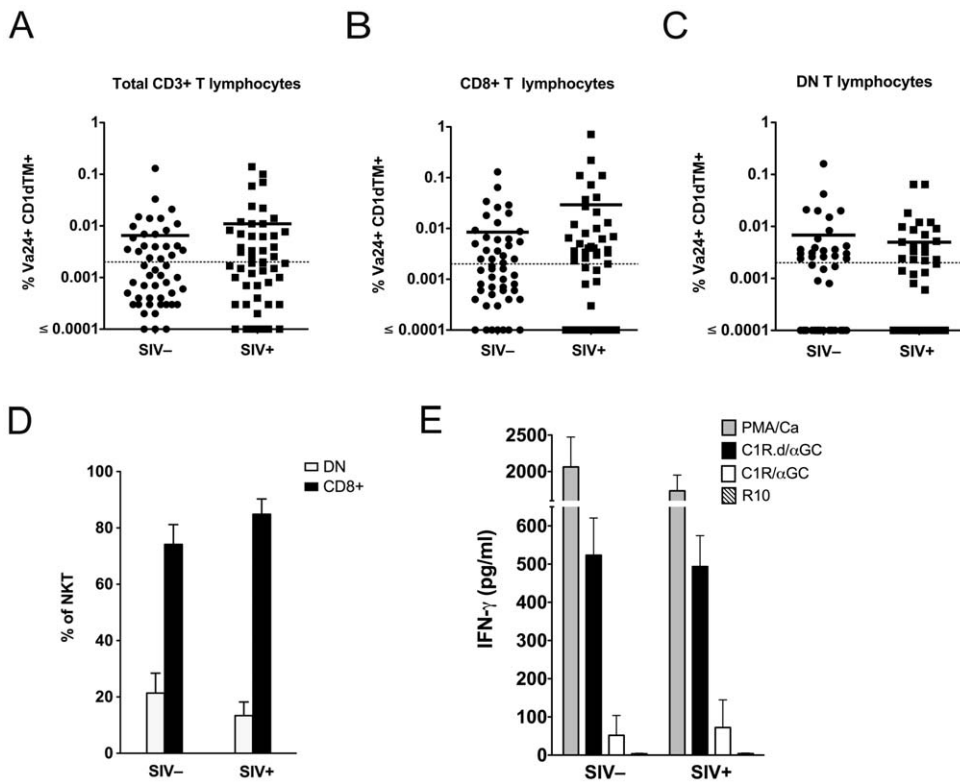 A
Total CD3+ T lymphocytes
% Va24+ CD1dTM+
1
0.1
0.01
0.001
≤ 0.0001
SIV–
SIV+
B
CD8+ T lymphocytes
% Va24+ CD1dTM+
1
0.1
0.01
0.001
≤ 0.0001
SIV–
SIV+
C
DN T lymphocytes
% Va24+ CD1dTM+
1
0.1
0.01
0.001
≤ 0.0001
SIV–
SIV+
D
DN
CD8+
% of NKT
100
80
60
40
20
0
SIV–
SIV+
E
PMA/Ca
C1R.d/αGC
C1R/αGC
R10
IFN-γ (pg/ml)
2500
2000
600
500
400
300
200
100
0
SIV–
SIV+